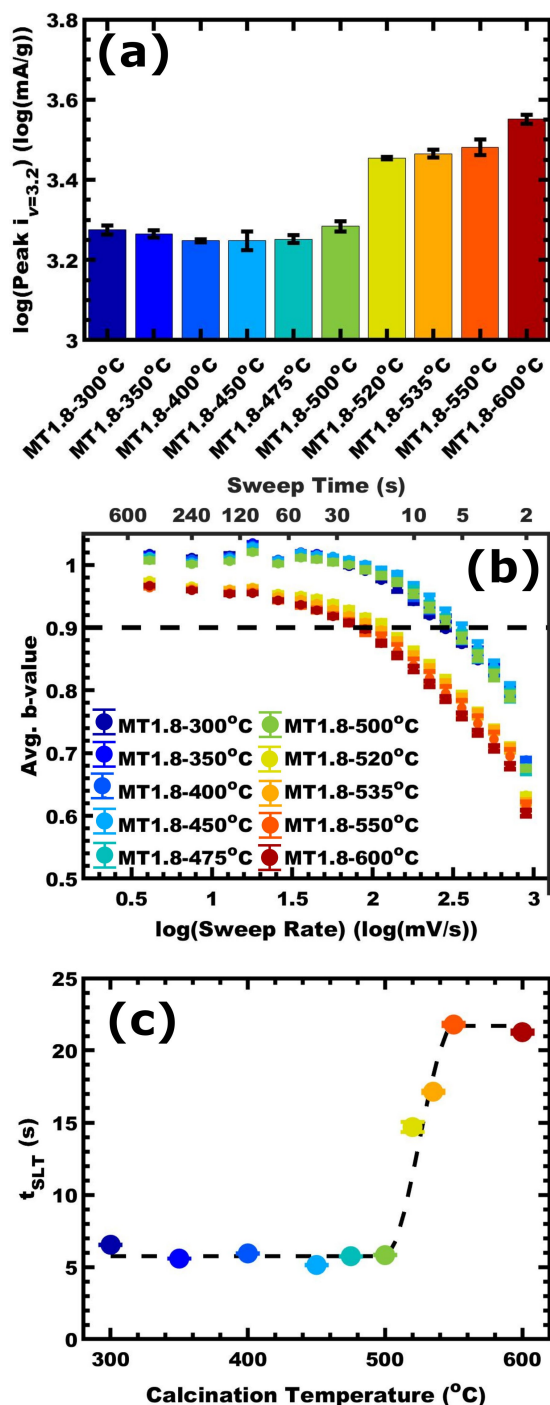 (a)
log(Peak i_{v=3.2}) (log(mA/g))
3.8
3.6
3.4
3.2
3
MT1.8-300°C
MT1.8-350°C
MT1.8-400°C
MT1.8-450°C
MT1.8-475°C
MT1.8-500°C
MT1.8-520°C
MT1.8-535°C
MT1.8-550°C
MT1.8-600°C
Sweep Time (s)
600 240 120 60 30 10 5 2
(b)
Avg. b-value
1
0.9
0.8
0.7
0.6
0.5
MT1.8-300°C MT1.8-500°C
MT1.8-350°C MT1.8-520°C
MT1.8-400°C MT1.8-535°C
MT1.8-450°C MT1.8-550°C
MT1.8-475°C MT1.8-600°C
0.5 1 1.5 2 2.5 3
log(Sweep Rate) (log(mV/s))
(c)
t_{SLT} (s)
25
20
15
10
5
0
300 400 500 600
Calcination Temperature (°C)